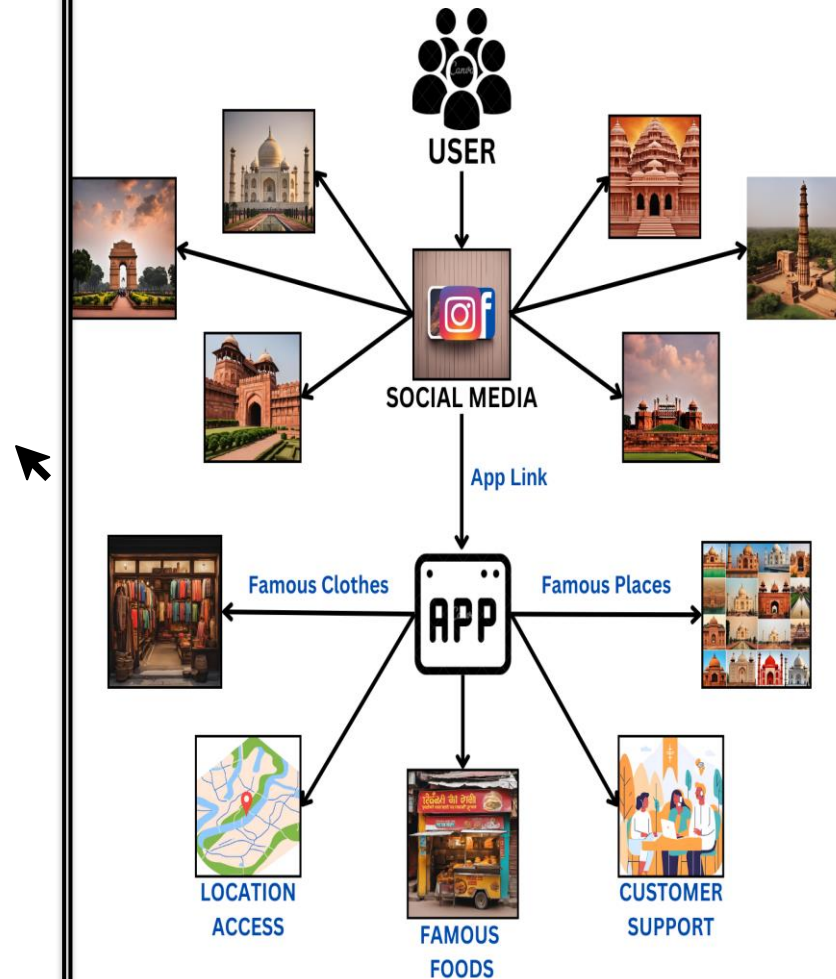 USER
SOCIAL MEDIA
App Link
Famous Clothes
Famous Places
APP
LOCATION
ACCESS
FAMOUS
FOODS
CUSTOMER
SUPPORT